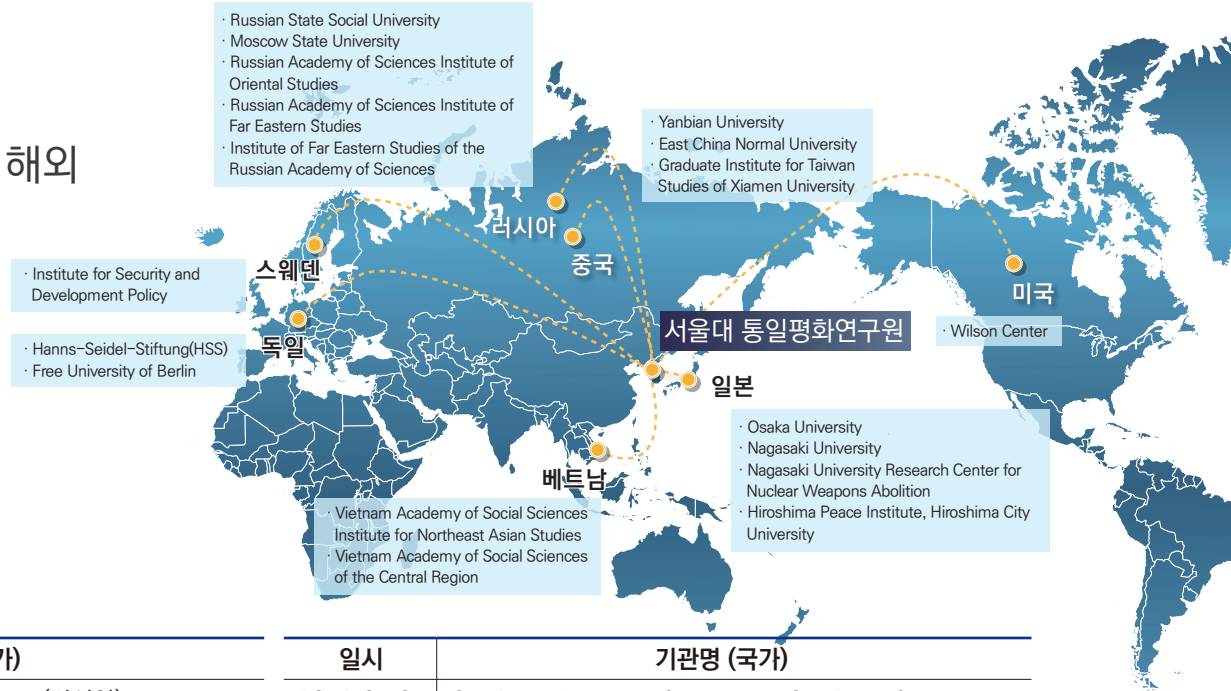 해외
· Russian State Social University
· Moscow State University
· Russian Academy of Sciences Institute of
Oriental Studies
· Russian Academy of Sciences Institute of
Far Eastern Studies
· Institute of Far Eastern Studies of the
Russian Academy of Sciences
· Yanbian University
· East China Normal University
· Graduate Institute for Taiwan
Studies of Xiamen University
러시아
중국
스웨덴
· Institute for Security and
Development Policy
미국
· Wilson Center
독일
· Hanns-Seidel-Stiftung(HSS)
· Free University of Berlin
서울대 통일평화연구원
일본
· Osaka University
· Nagasaki University
· Nagasaki University Research Center for
Nuclear Weapons Abolition
· Hiroshima Peace Institute, Hiroshima City
University
베트남
· Vietnam Academy of Social Sciences
Institute for Northeast Asian Studies
· Vietnam Academy of Social Sciences
of the Central Region
가)
일시
기관명 (국가)